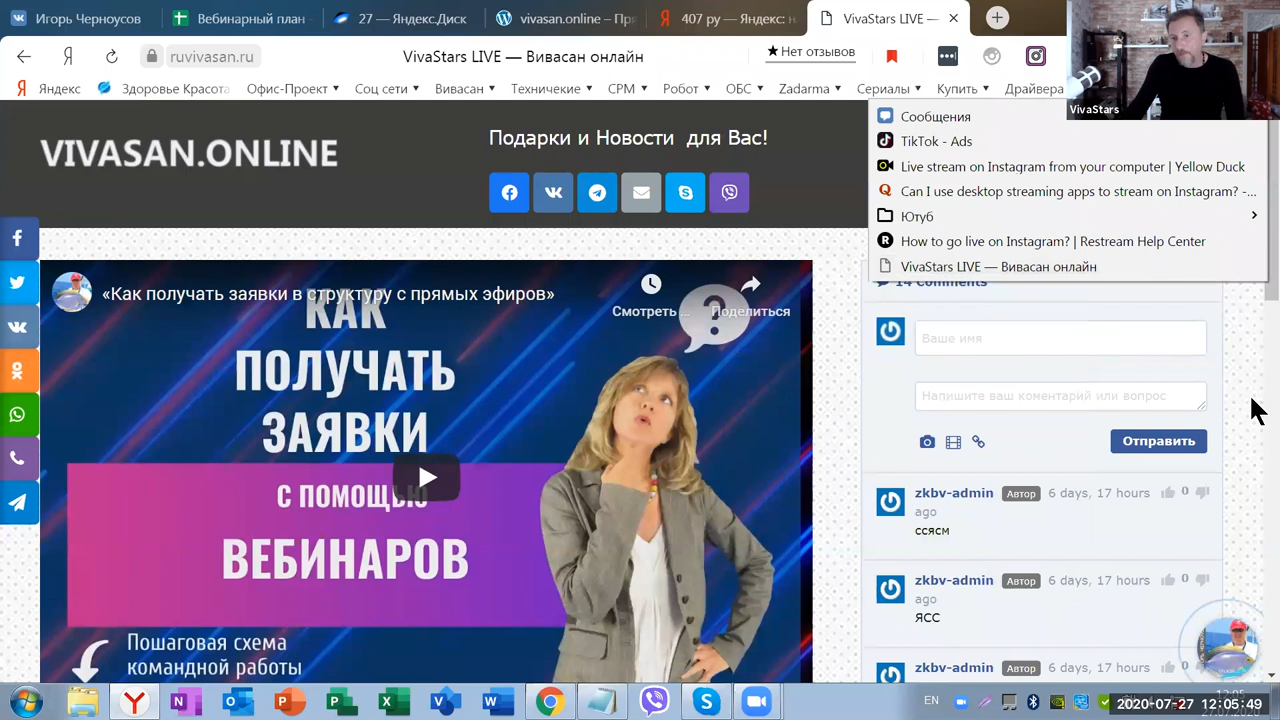 Игорь Черноусов
Вебинарный план
27 — Яндекс.Диск
vivasan.online – Пря
407 ру — Яндекс: н
VivaStars LIVE —
ruvivasan.ru
VivaStars LIVE — Вивасан онлайн
★Нет отзывов
Яндекс
Здоровье Красота
Офис-Проект
Соц сети
Вивасан
Техничекие
СРМ
Робот
ОБС
Zadarma
Сериалы
Купить
Драйвера
VivaStars
Сообщения
TikTok - Ads
Live stream on Instagram from your computer | Yellow Duck
Can I use desktop streaming apps to stream on Instagram? -...
Ютуб
How to go live on Instagram? | Restream Help Center
VivaStars LIVE — Вивасан онлайн
VIVASAN.ONLINE
Подарки и Новости для Вас!
14 Comments
«Как получать заявки в структуру с прямых эфиров»
Смотреть ...
Поделиться
КАК
ПОЛУЧАТЬ
ЗАЯВКИ
С ПОМОЩЬЮ
ВЕБИНАРОВ
Пошаговая схема
командной работы
Ваше имя
Напишите ваш коментарий или вопрос
Отправить
zkbv-admin Автор 6 days, 17 hours 0
ago
ссясм
zkbv-admin Автор 6 days, 17 hours 0
ago
ЯСС
zkbv-admin Автор 6 days, 17 hours 0
EN
2020-07-27 12:05:49